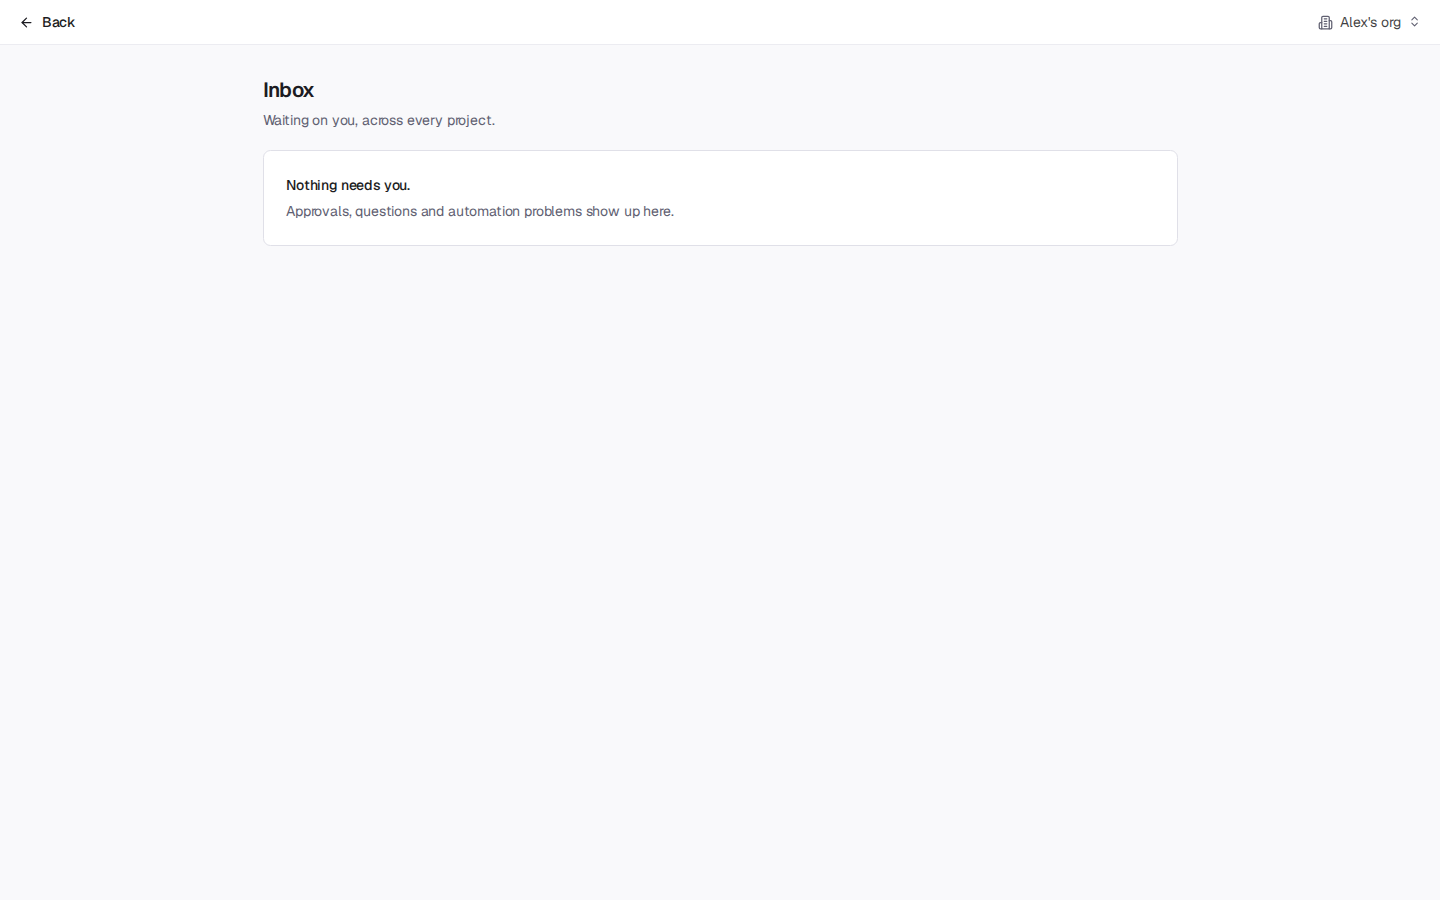 Back
Alex's org
Inbox
Waiting on you, across every project.
Nothing needs you.
Approvals, questions and automation problems show up here.